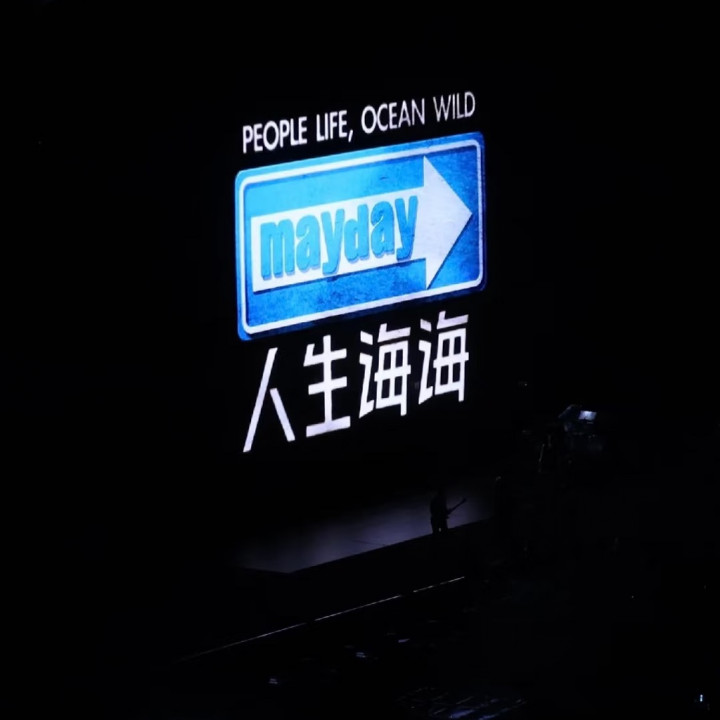 PEOPLE LIFE, OCEAN WILD
mayday
人生海海